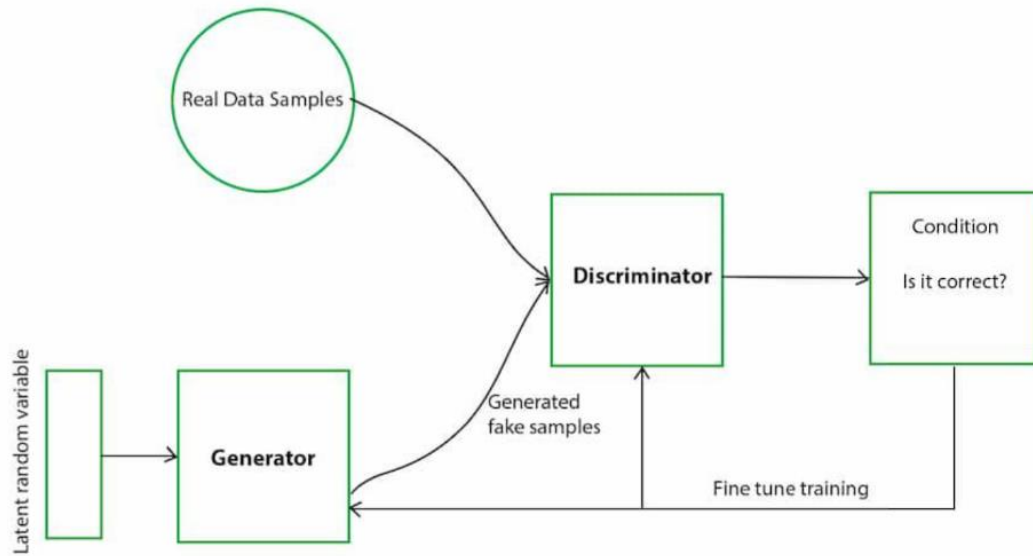 Real Data Samples
Condition
Is it correct?
Discriminator
Latent random variable
Generated
fake samples
Generator
Fine tune training